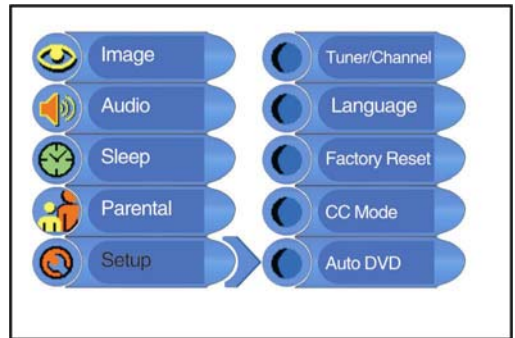 Image
Audio
Sleep
Parental
Setup
Tuner/Channel
Language
Factory Reset
CC Mode
Auto DVD